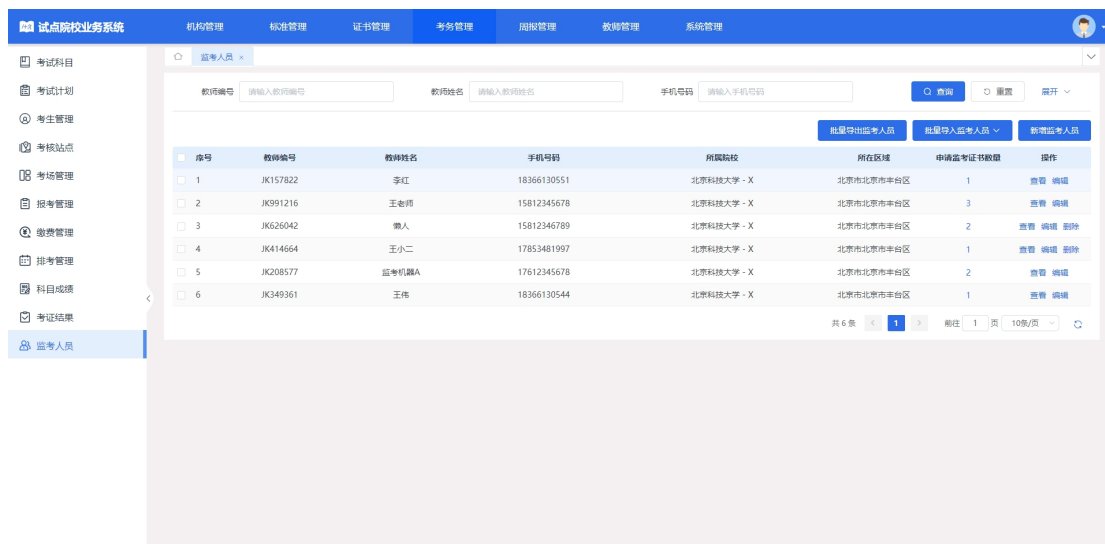 试点院校业务系统 机构管理 标准管理 证书管理 考务管理 周报管理 教师管理 系统管理
考试科目
考试计划
考生管理
考核站点
考场管理
报考管理
缴费管理
排考管理
科目成绩
考证结果
监考人员
监考人员 ×
教师编号 请输入教师编号 教师姓名 请输入教师姓名 手机号码 请输入手机号码 查询 重置 展开
批量导出监考人员 批量导入监考人员 新增监考人员
序号 教师编号 教师姓名 手机号码 所属院校 所在区域 申请监考证书数量 操作
1 JK157822 李红 18366130551 北京科技大学 - X 北京市北京市丰台区 1 查看 编辑
2 JK991216 王老师 15812345678 北京科技大学 - X 北京市北京市丰台区 3 查看 编辑
3 JK626042 懒人 15812346789 北京科技大学 - X 北京市北京市丰台区 2 查看 编辑 删除
4 JK414664 王小二 17853481997 北京科技大学 - X 北京市北京市丰台区 1 查看 编辑 删除
5 JK208577 监考机器A 17612345678 北京科技大学 - X 北京市北京市丰台区 2 查看 编辑
6 JK349361 王伟 18366130544 北京科技大学 - X 北京市北京市丰台区 1 查看 编辑
共 6 条 < 1 > 前往 1 页 10条/页